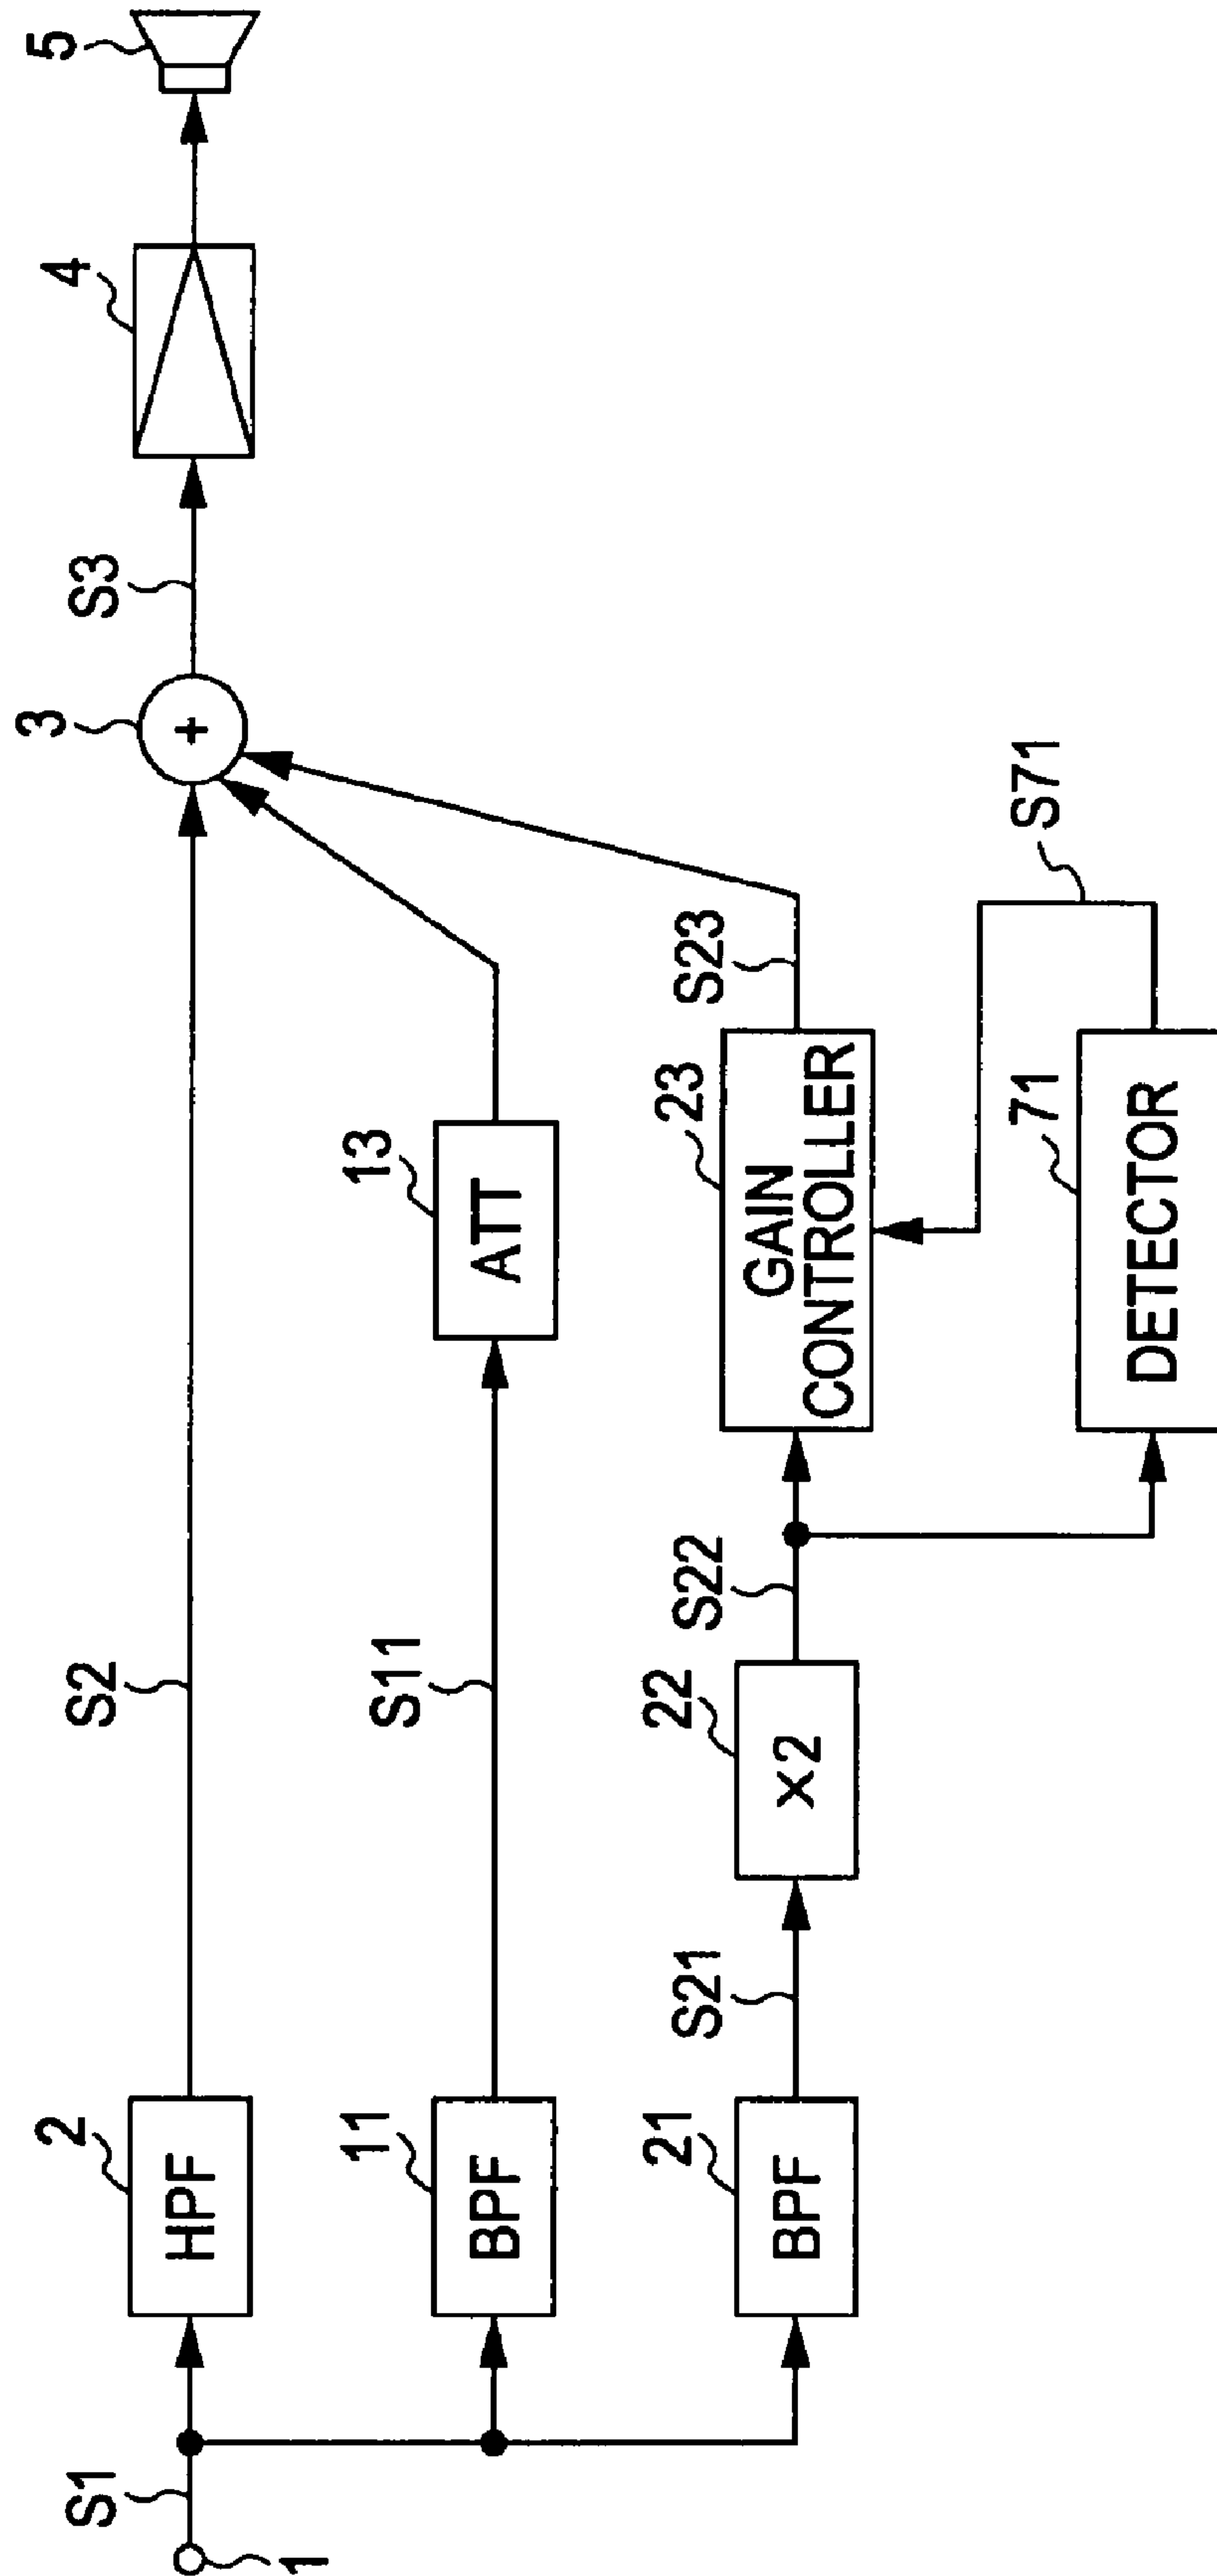 1
S1
2
HPF
S2
3
+
S3
4
5
11
BPF
S11
13
ATT
21
BPF
S21
22
x2
S22
23
GAIN
CONTROLLER
S23
71
DETECTOR
S71